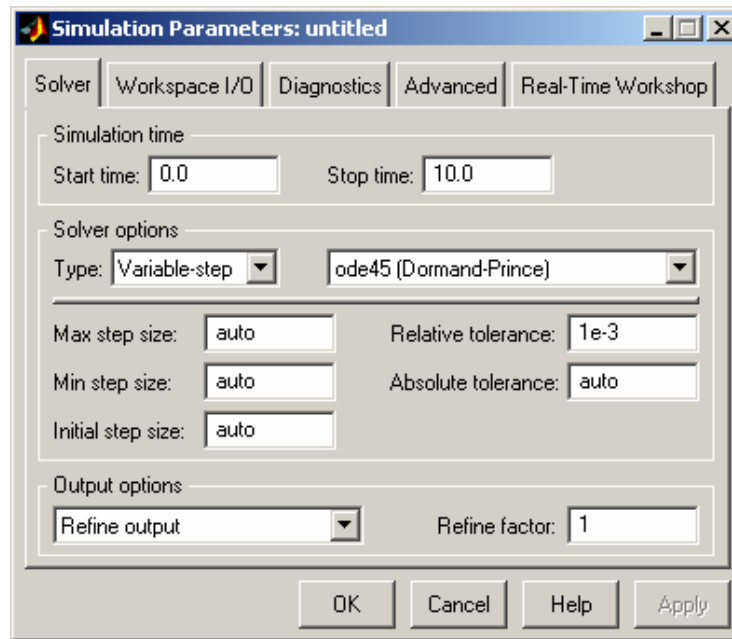 Simulation Parameters: untitled
Solver Workspace I/O Diagnostics Advanced Real-Time Workshop
Simulation time
Start time: 0.0 Stop time: 10.0
Solver options
Type: Variable-step ode45 (Dormand-Prince)
Max step size: auto Relative tolerance: 1e-3
Min step size: auto Absolute tolerance: auto
Initial step size: auto
Output options
Refine output Refine factor: 1
OK Cancel Help Apply